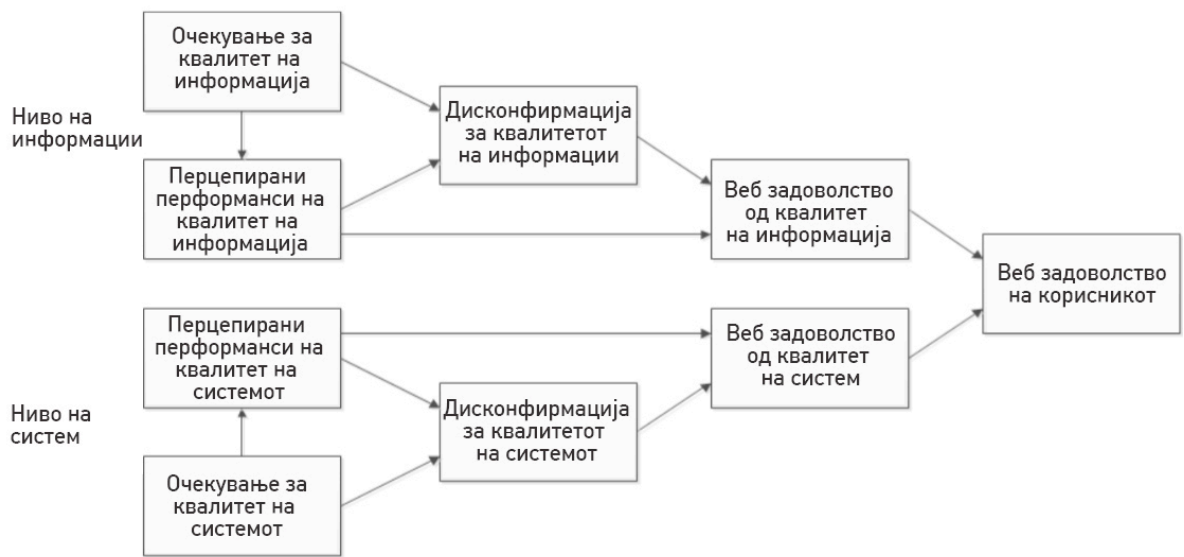 Очекување за
квалитет на
информација
Ниво на
информации
Дисконфирмација
за квалитетот
на информации
Перцепирани
перформанси на
квалитет на
информација
Веб задоволство
од квалитет
на информација
Веб задоволство
на корисникот
Перцепирани
перформанси на
квалитет на
системот
Веб задоволство
од квалитет
на систем
Ниво на
систем
Дисконфирмација
за квалитетот
на системот
Очекување за
квалитет на
системот